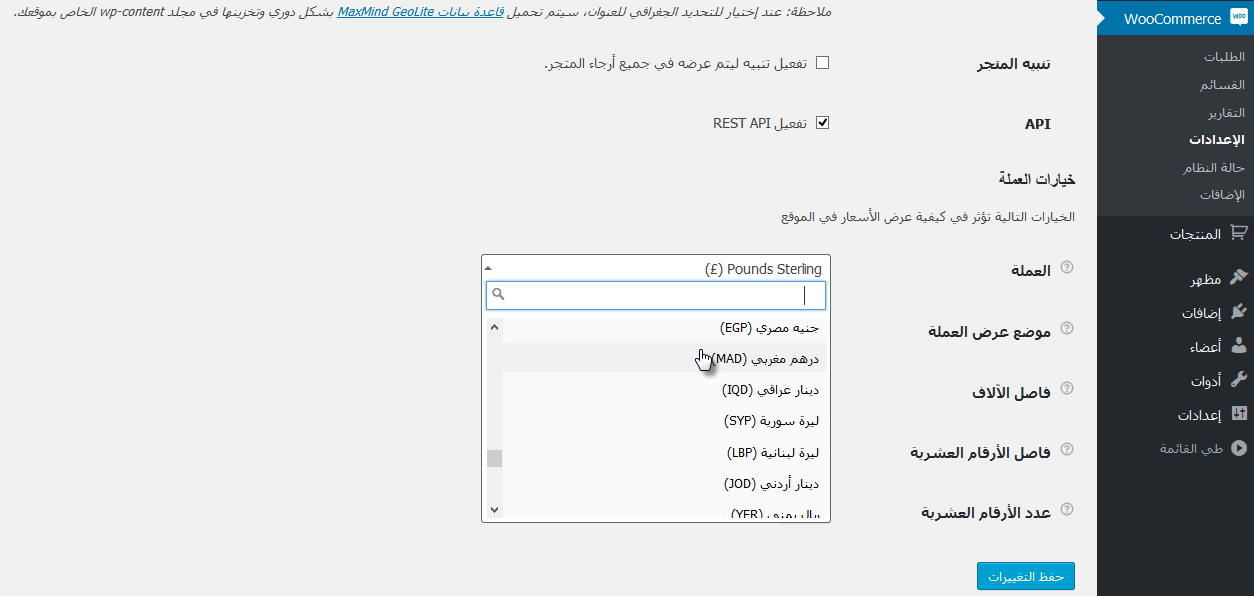 WooCommerce
الطلبات
القسائم
التقارير
الإعدادات
حالة النظام
الإضافات
المنتجات
مظهر
إضافات
أعضاء
أدوات
إعدادات
طي القائمة
ملاحظة: عند إختيار للتحديد الجغرافي للعنوان، سيتم تحميل قاعدة بيانات MaxMind GeoLite بشكل دوري وتخزينها في مجلد wp-content الخاص بموقعك.
تنبيه المتجر
تفعيل تنبيه ليتم عرضه في جميع أرجاء المتجر.
API
تفعيل REST API
خيارات العملة
الخيارات التالية تؤثر في كيفية عرض الأسعار في الموقع
العملة
Pounds Sterling (£)
جنيه مصري (EGP)
درهم مغربي (MAD)
دينار عراقي (IQD)
ليرة سورية (SYP)
ليرة لبنانية (LBP)
دينار أردني (JOD)
ريال يمني (YER)
موضع عرض العملة
فاصل الآلاف
فاصل الأرقام العشرية
عدد الأرقام العشرية
حفظ التغييرات